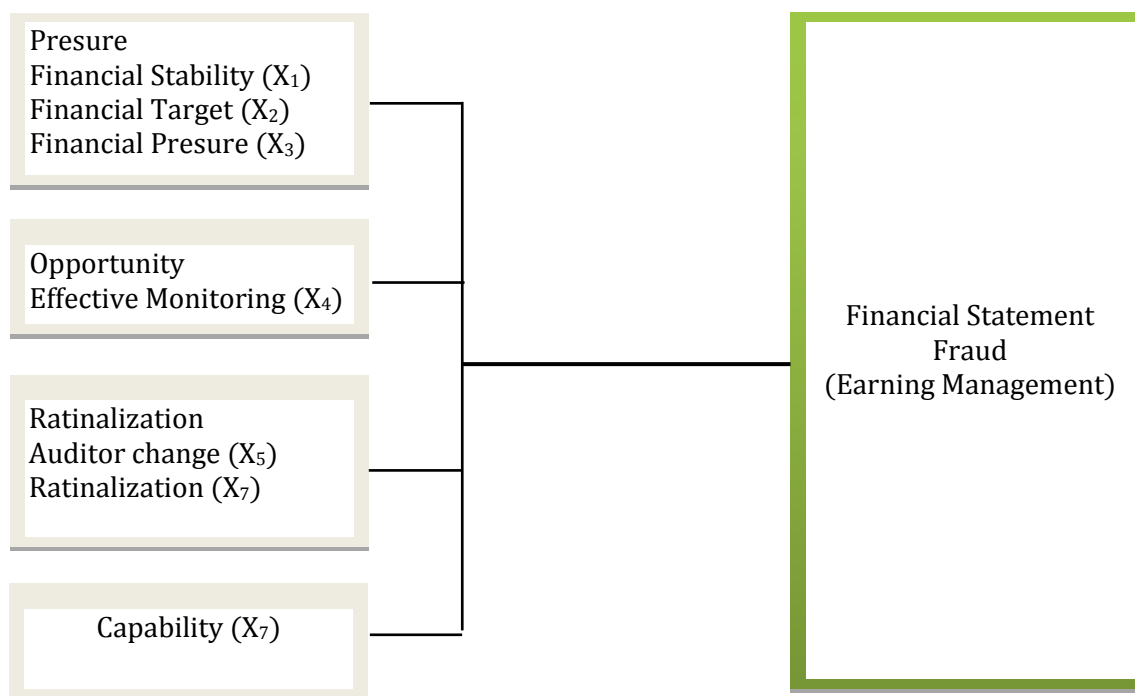 Presure
Financial Stability (X₁)
Financial Target (X₂)
Financial Presure (X₃)
Opportunity
Effective Monitoring (X₄)
Ratinalization
Auditor change (X₅)
Ratinalization (X₇)
Capability (X₇)
Financial Statement
Fraud
(Earning Management)